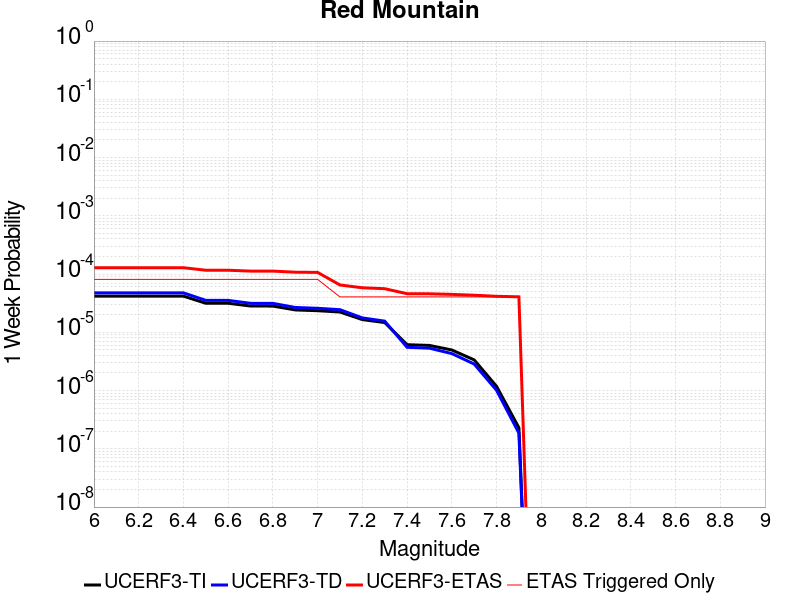 Red Mountain
10^0
10^-1
10^-2
10^-3
10^-4
10^-5
10^-6
10^-7
10^-8
1 Week Probability
6 6.2 6.4 6.6 6.8 7 7.2 7.4 7.6 7.8 8 8.2 8.4 8.6 8.8 9
Magnitude
UCERF3-TI UCERF3-TD UCERF3-ETAS ETAS Triggered Only